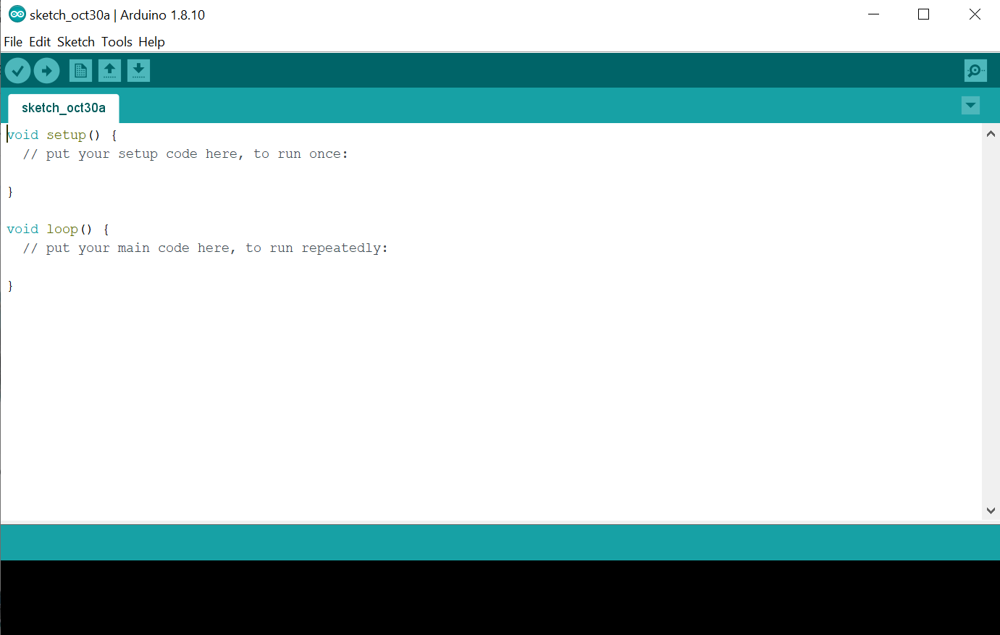 sketch_oct30a | Arduino 1.8.10
File Edit Sketch Tools Help
sketch_oct30a
void setup() {
  // put your setup code here, to run once:
}
void loop() {
  // put your main code here, to run repeatedly:
}